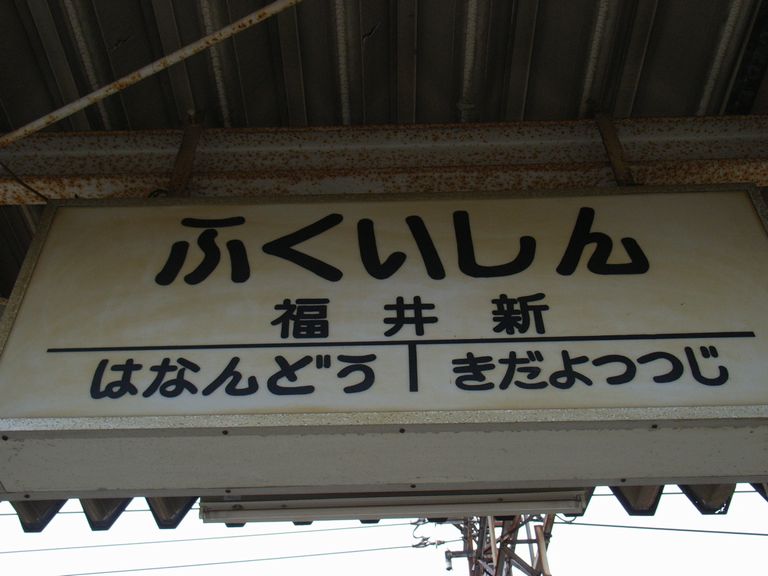 ふくいしん
福井新
はなんどう きだよつつじ